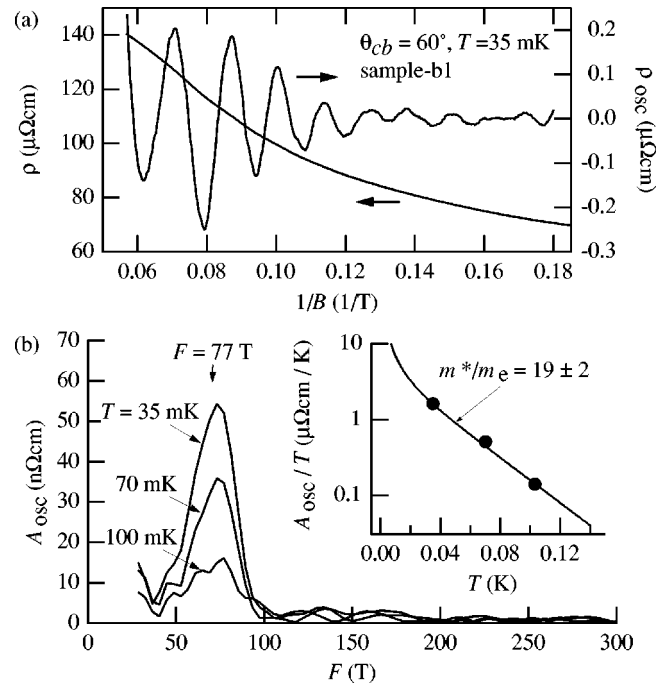 (a)
140
120
100
80
60
ρ (μΩcm)
θcb = 60°, T =35 mK
sample-b1
0.2
0.1
0.0
-0.1
-0.2
-0.3
ρosc (μΩcm)
0.06 0.08 0.10 0.12 0.14 0.16 0.18
1/B (1/T)
(b)
70
60
50
40
30
20
10
0
Aosc (nΩcm)
F = 77 T
T = 35 mK
70 mK
100 mK
0 50 100 150 200 250 300
F (T)
10
1
0.1
Aosc / T (μΩcm / K)
m*/me = 19 ± 2
0.00 0.04 0.08 0.12
T (K)